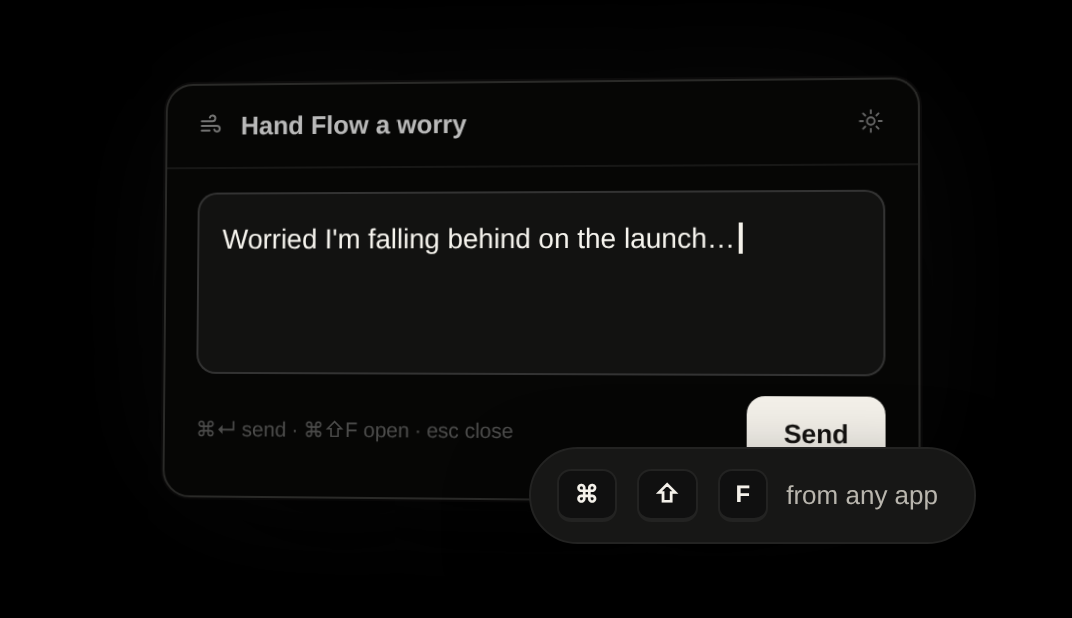 Hand Flow a worry
Worried I'm falling behind on the launch…
⌘↵ send · ⌘⇧F open · esc close
Send
⌘ ⇧ F from any app